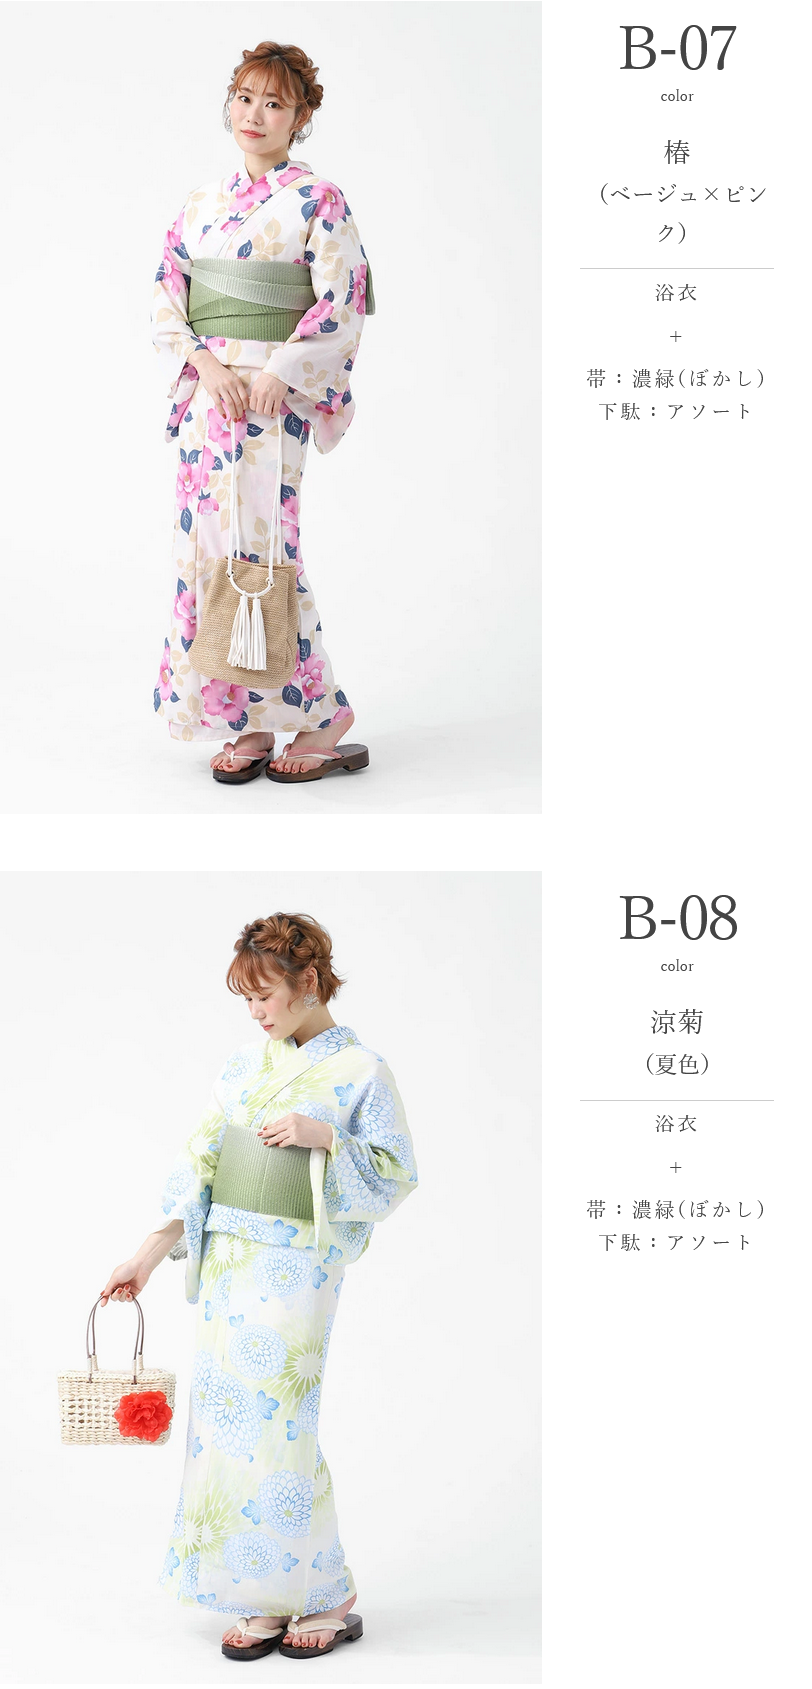 B-07
color
椿
（ベージュ×ピン
ク）
浴衣
+
帯：濃緑(ぼかし)
下駄：アソート
B-08
color
涼菊
（夏色）
浴衣
+
帯：濃緑(ぼかし)
下駄：アソート